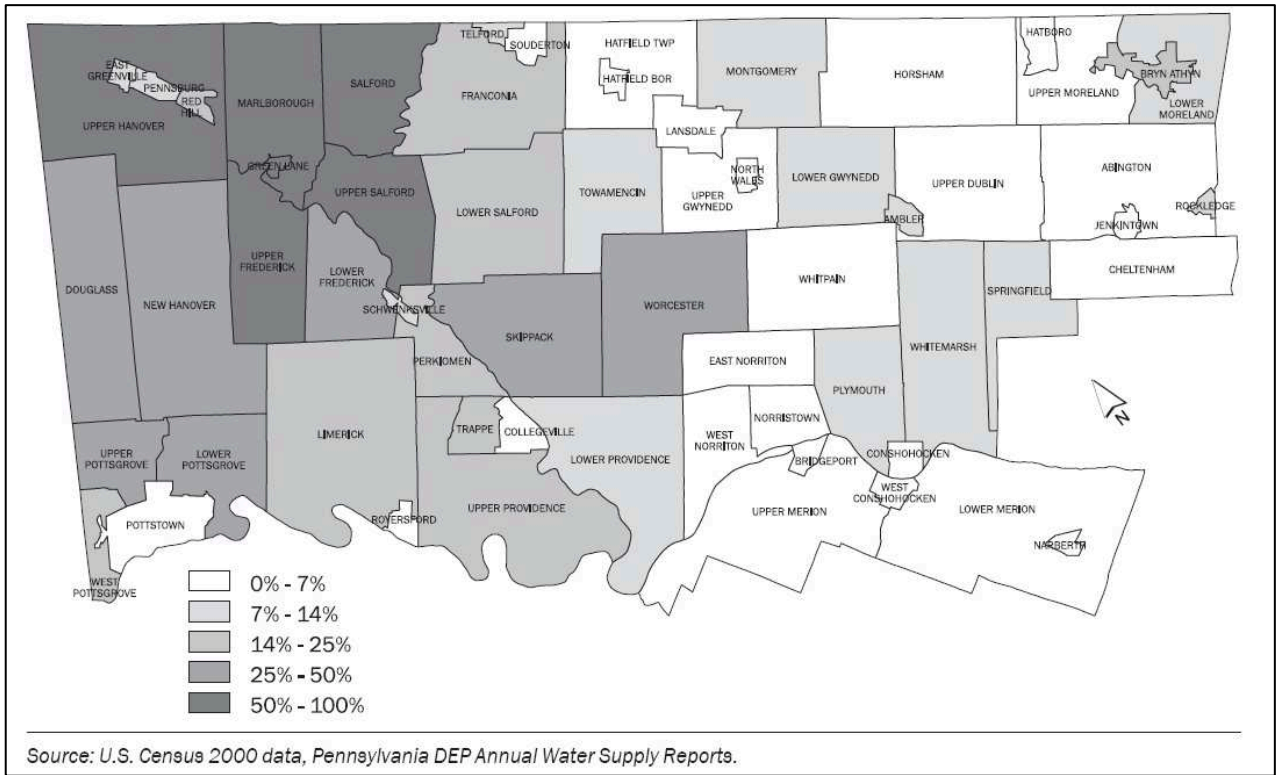 TELFORD
SOUDERTON
HATFIELD TWP
HATBORO
EAST
GREENVILLE
PENNSBURG
RED
HILL
UPPER HANOVER
MARLBOROUGH
SALFORD
FRANCONIA
HATFIELD BOR
MONTGOMERY
HORSHAM
UPPER MORELAND
BRYN ATHYN
LOWER
MORELAND
LANSDALE
GREEN LANE
UPPER SALFORD
LOWER SALFORD
TOWAMENCIN
UPPER
GWYNEDD
NORTH
WALES
LOWER GWYNEDD
AMBLER
UPPER DUBLIN
ABINGTON
ROCKLEDGE
JENKINTOWN
CHELTENHAM
DOUGLASS
NEW HANOVER
UPPER
FREDERICK
LOWER
FREDERICK
SCHWENKSVILLE
SKIPPACK
WORCESTER
WHITPAIN
SPRINGFIELD
WHITEMARSH
PERKIOMEN
EAST NORRITON
PLYMOUTH
UPPER
POTTSGROVE
LOWER
POTTSGROVE
LIMERICK
TRAPPE
COLLEGEVILLE
LOWER PROVIDENCE
WEST
NORRITON
NORRISTOWN
BRIDGEPORT
CONSHOHOCKEN
WEST
CONSHOHOCKEN
POTTSTOWN
ROYERSFORD
UPPER PROVIDENCE
UPPER MERION
LOWER MERION
NARBERTH
WEST
POTTSGROVE
N
0% - 7%
7% - 14%
14% - 25%
25% - 50%
50% - 100%
Source: U.S. Census 2000 data, Pennsylvania DEP Annual Water Supply Reports.